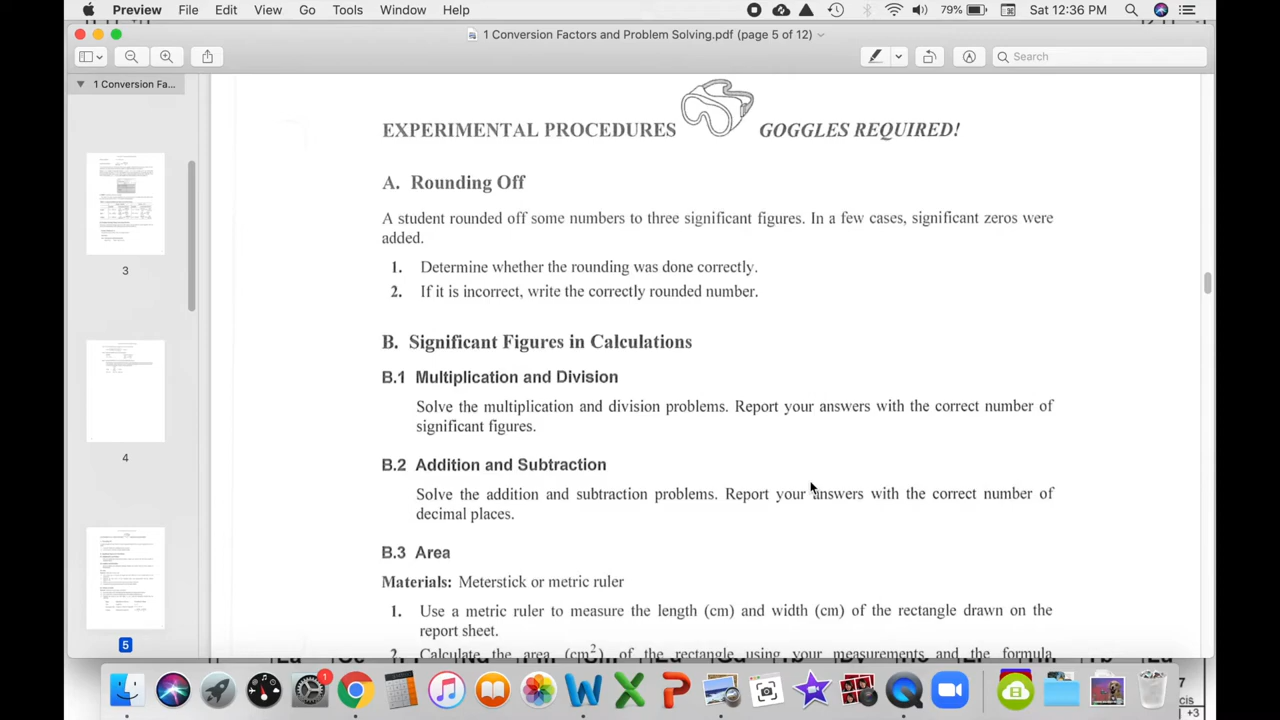 Preview File Edit View Go Tools Window Help 79% Sat 12:36 PM
1 Conversion Factors and Problem Solving.pdf (page 5 of 12)
Search
1 Conversion Fa...
3
4
5
EXPERIMENTAL PROCEDURES GOGGLES REQUIRED!
A. Rounding Off
A student rounded off some numbers to three significant figures. In a few cases, significant zeros were
added.
1. Determine whether the rounding was done correctly.
2. If it is incorrect, write the correctly rounded number.
B. Significant Figures in Calculations
B.1 Multiplication and Division
Solve the multiplication and division problems. Report your answers with the correct number of
significant figures.
B.2 Addition and Subtraction
Solve the addition and subtraction problems. Report your answers with the correct number of
decimal places.
B.3 Area
Materials: Meterstick or metric ruler
1. Use a metric ruler to measure the length (cm) and width (cm) of the rectangle drawn on the
report sheet.
2. Calculate the area (cm2) of the rectangle using your measurements and the formula
1
7
cis
+3